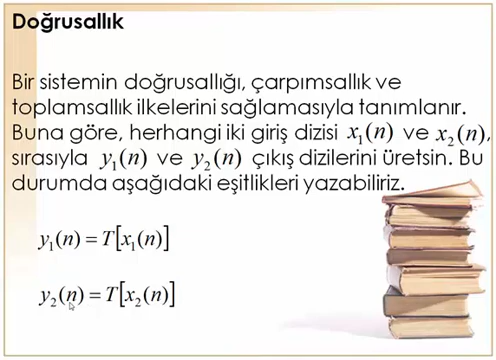 Doğrusallık
Bir sistemin doğrusallığı, çarpımsallık ve
toplamsallık ilkelerini sağlamasıyla tanımlanır.
Buna göre, herhangi iki giriş dizisi x₁(n) ve x₂(n),
sırasıyla y₁(n) ve y₂(n) çıkış dizilerini üretsin. Bu
durumda aşağıdaki eşitlikleri yazabiliriz.
y₁(n) = T[x₁(n)]
y₂(n) = T[x₂(n)]